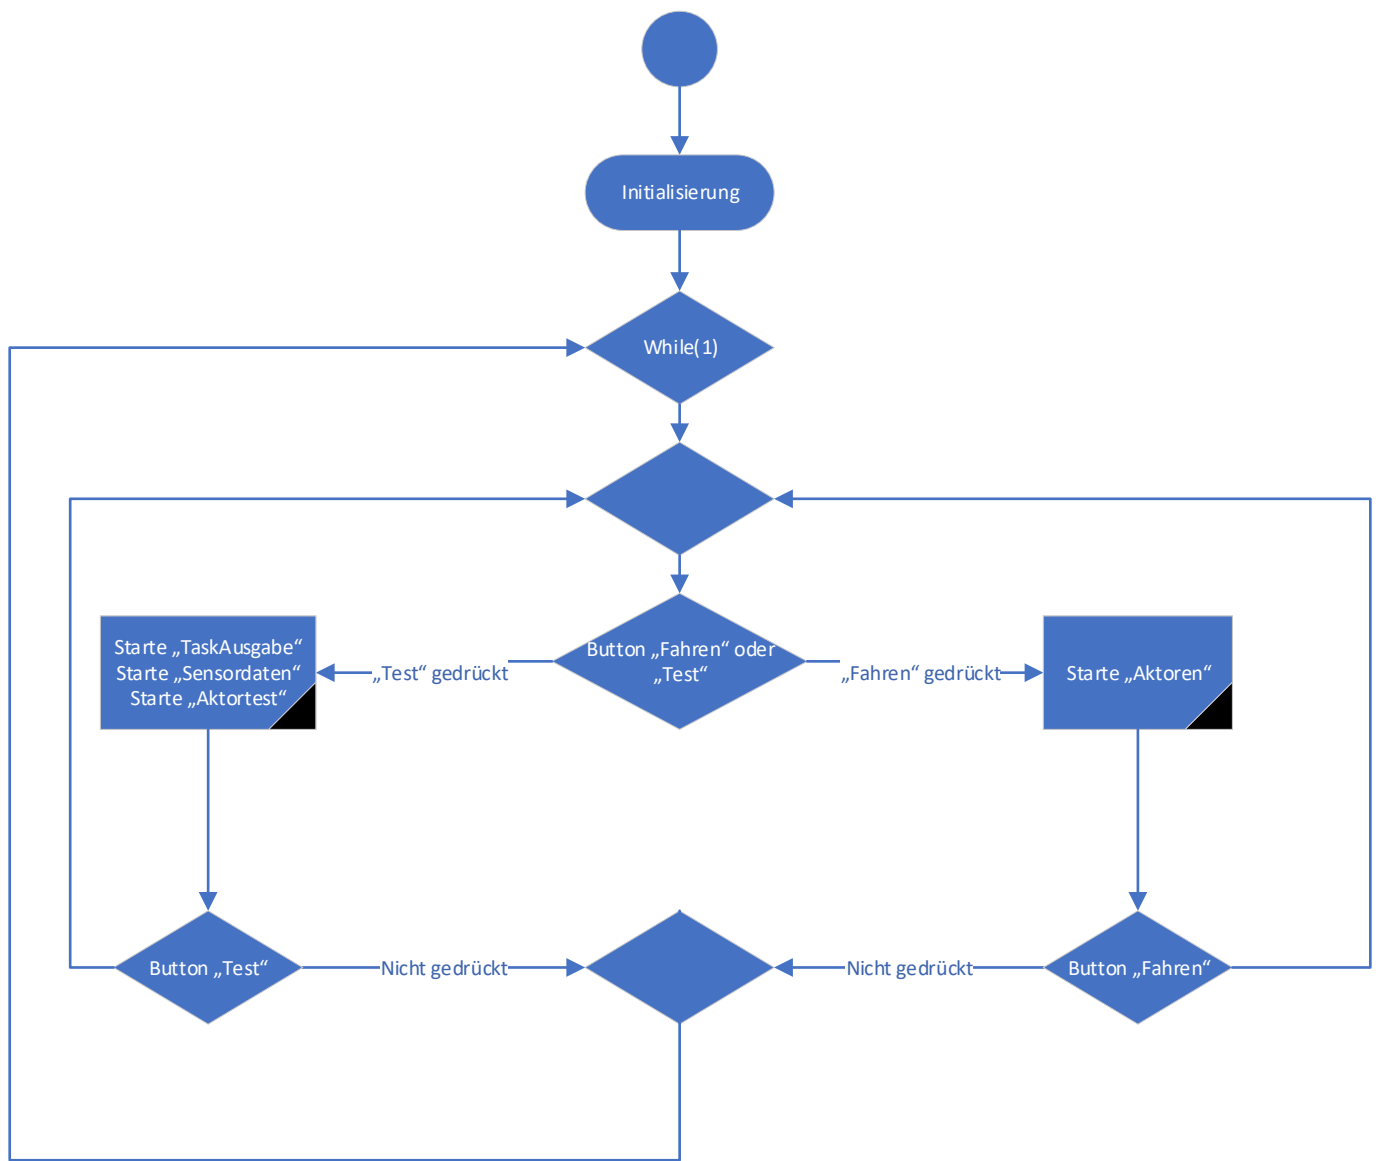 Initialisierung
While(1)
Button „Fahren“ oder
„Test“
Starte „TaskAusgabe“
Starte „Sensordaten“
Starte „Aktortest“
„Test“ gedrückt
„Fahren“ gedrückt
Starte „Aktoren“
Button „Test“
Nicht gedrückt
Nicht gedrückt
Button „Fahren“